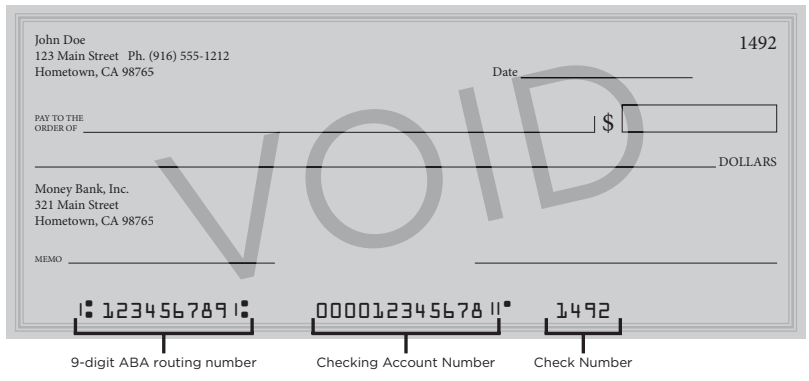 John Doe
1492
123 Main Street Ph. (916) 555-1212
Hometown, CA 98765
Date
PAY TO THE
ORDER OF
$
DOLLARS
VOID
Money Bank, Inc.
321 Main Street
Hometown, CA 98765
MEMO
⑆123456789⑆ 000012345678⑈ 1492
9-digit ABA routing number Checking Account Number Check Number